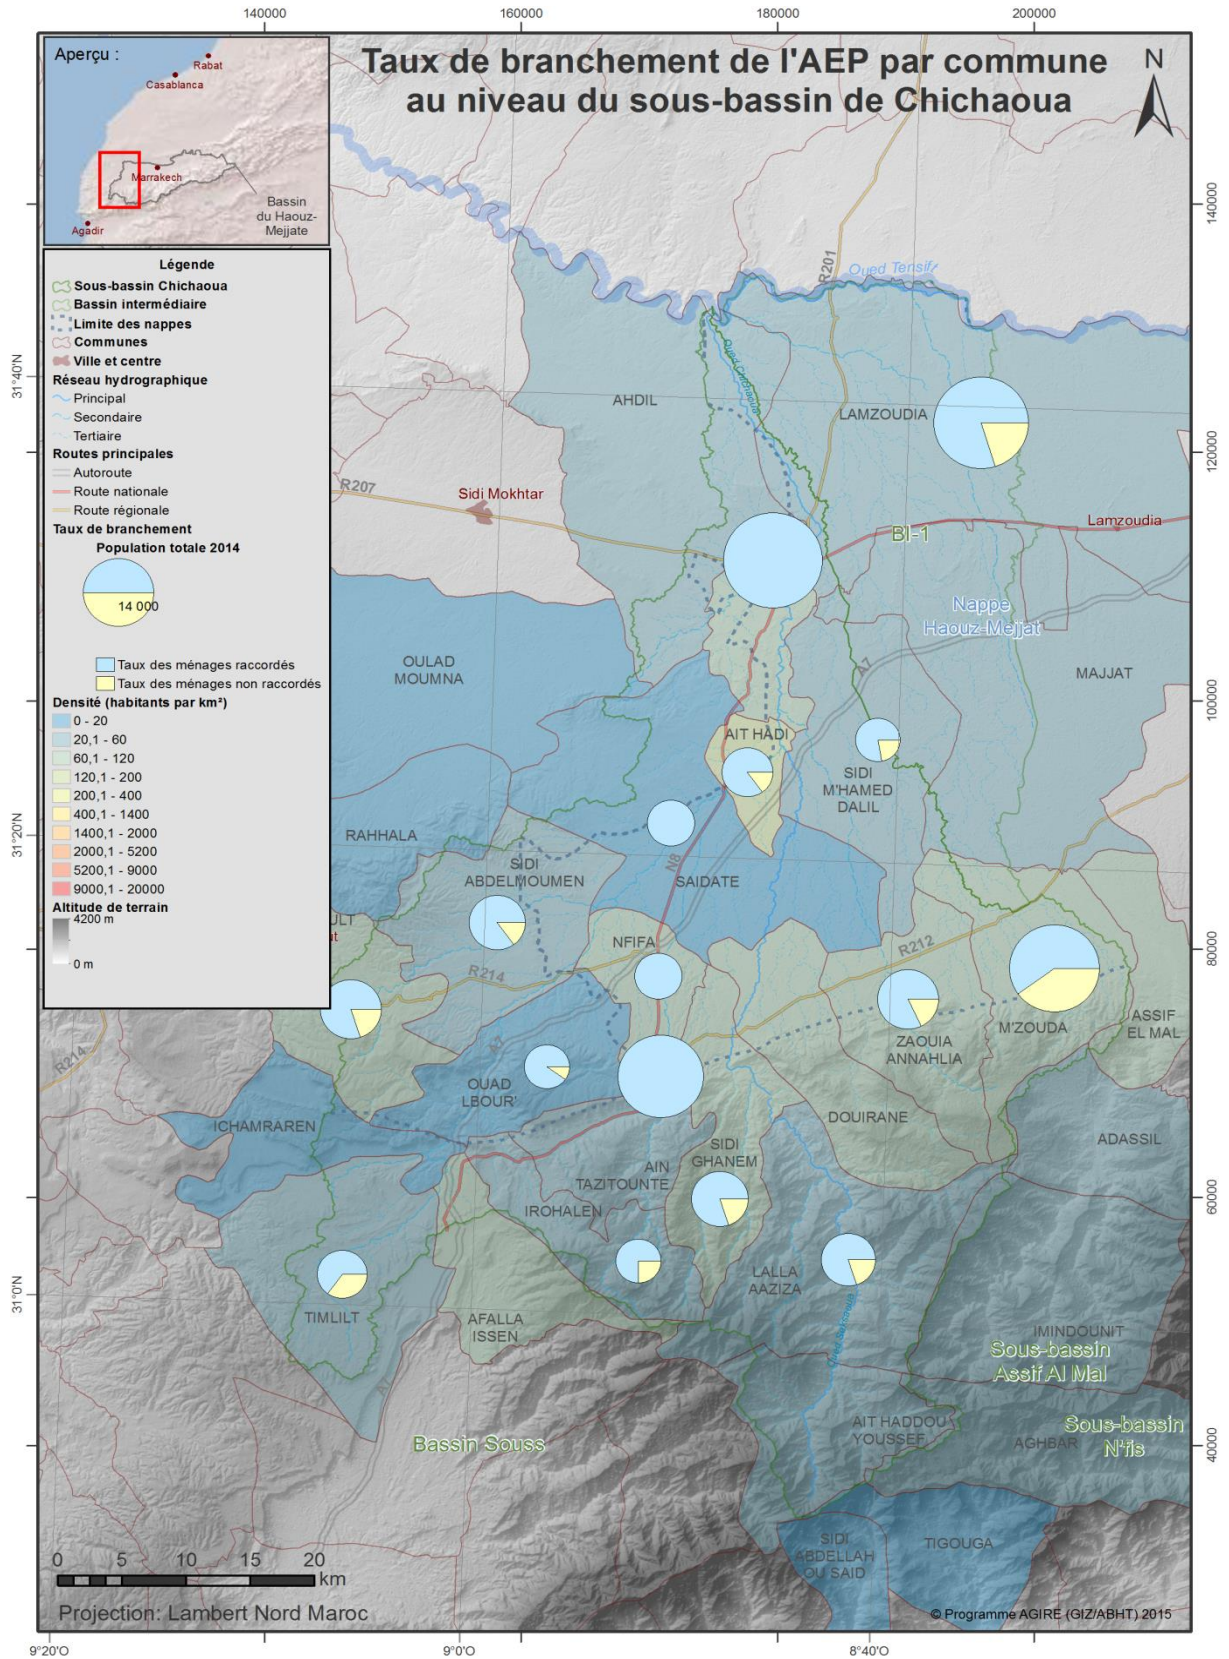 140000
160000
180000
200000
Taux de branchement de l'AEP par commune
au niveau du sous-bassin de Chichaoua
N
Aperçu :
Rabat
Casablanca
Marrakech
Agadir
Bassin
du Haouz-
Mejjate
Légende
Sous-bassin Chichaoua
Bassin intermédiaire
Limite des nappes
Communes
Ville et centre
Réseau hydrographique
Principal
Secondaire
Tertiaire
Routes principales
Autoroute
Route nationale
Route régionale
Taux de branchement
Population totale 2014
14 000
Taux des ménages raccordés
Taux des ménages non raccordés
Densité (habitants par km²)
0 - 20
20,1 - 60
60,1 - 120
120,1 - 200
200,1 - 400
400,1 - 1400
1400,1 - 2000
2000,1 - 5200
5200,1 - 9000
9000,1 - 20000
Altitude de terrain
4200 m
0 m
140000
120000
100000
80000
60000
40000
31°40'N
31°20'N
31°0'N
R201
Oued Tensift
Oued Chichaoua
AHDIL
LAMZOUDIA
R207
Sidi Mokhtar
Lamzoudia
BI-1
Nappe
Haouz-Mejjat
A7
OULAD
MOUMNA
MAJJAT
AIT HADI
SIDI
M'HAMED
DALIL
RAHHALA
SIDI
ABDELMOUMEN
N8
SAIDATE
NFIFA
R212
R214
M'ZOUDA
ZAOUIA
ANNAHLIA
ASSIF
EL MAL
R214
A7
OUAD
LBOUR'
DOUIRANE
ICHAMRAREN
ADASSIL
SIDI
GHANEM
AIN
TAZITOUNTE
IROHALEN
LALLA
AAZIZA
TIMLILT
AFALLA
ISSEN
IMINDOUNIT
Sous-bassin
Assif Al Mal
AIT HADDOU
YOUSSEF
AGHBAR
Sous-bassin
N'fis
Bassin Souss
SIDI
ABDELLAH
OU SAID
TIGOUGA
0 5 10 15 20
km
Projection: Lambert Nord Maroc
© Programme AGIRE (GIZ/ABHT) 2015
9°20'O
9°0'O
8°40'O